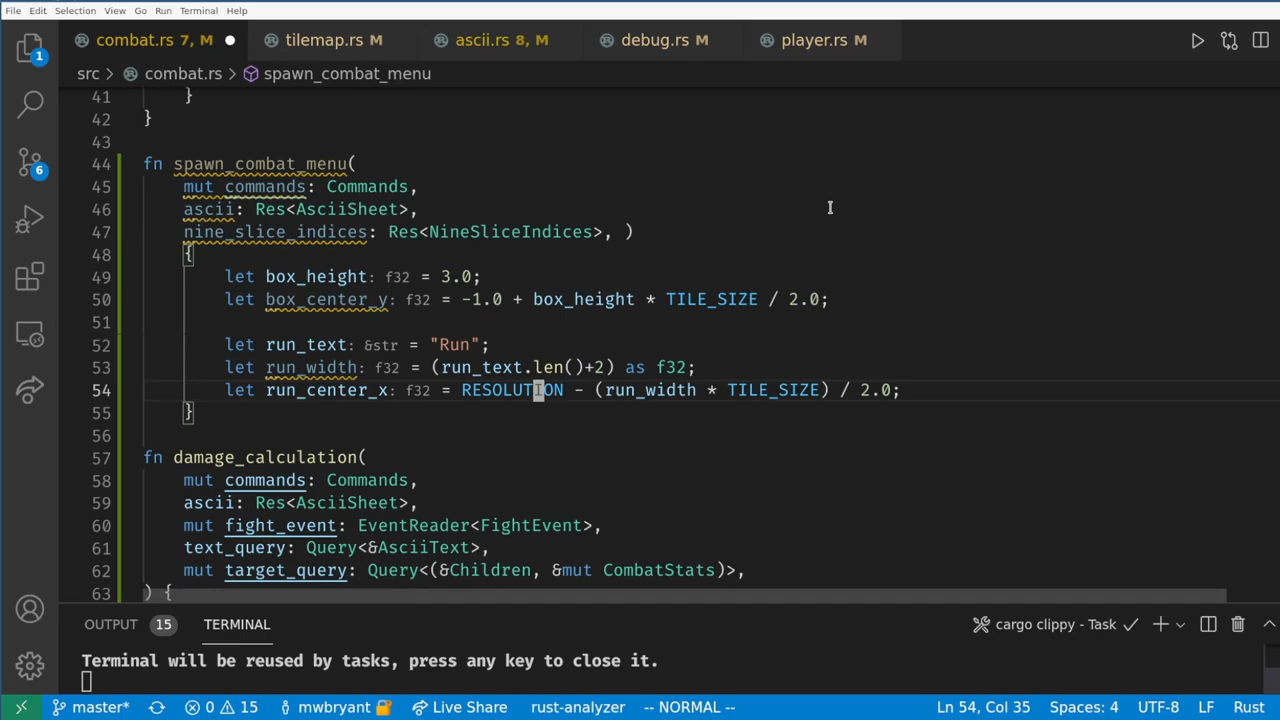 File Edit Selection View Go Run Terminal Help
combat.rs 7, M tilemap.rs M ascii.rs 8, M debug.rs M player.rs M
src > combat.rs > spawn_combat_menu
41 }
42 }
43
44 fn spawn_combat_menu(
45 mut commands: Commands,
46 ascii: Res<AsciiSheet>,
47 nine_slice_indices: Res<NineSliceIndices>, )
48 {
49 let box_height: f32 = 3.0;
50 let box_center_y: f32 = -1.0 + box_height * TILE_SIZE / 2.0;
51
52 let run_text: &str = "Run";
53 let run_width: f32 = (run_text.len()+2) as f32;
54 let run_center_x: f32 = RESOLUTION - (run_width * TILE_SIZE) / 2.0;
55 }
56
57 fn damage_calculation(
58 mut commands: Commands,
59 ascii: Res<AsciiSheet>,
60 mut fight_event: EventReader<FightEvent>,
61 text_query: Query<&AsciiText>,
62 mut target_query: Query<(&Children, &mut CombatStats)>,
63 ) {
1
6
OUTPUT 15 TERMINAL cargo clippy - Task
Terminal will be reused by tasks, press any key to close it.
master* 0 15 mwbryant Live Share rust-analyzer -- NORMAL -- Ln 54, Col 35 Spaces: 4 UTF-8 LF Rust